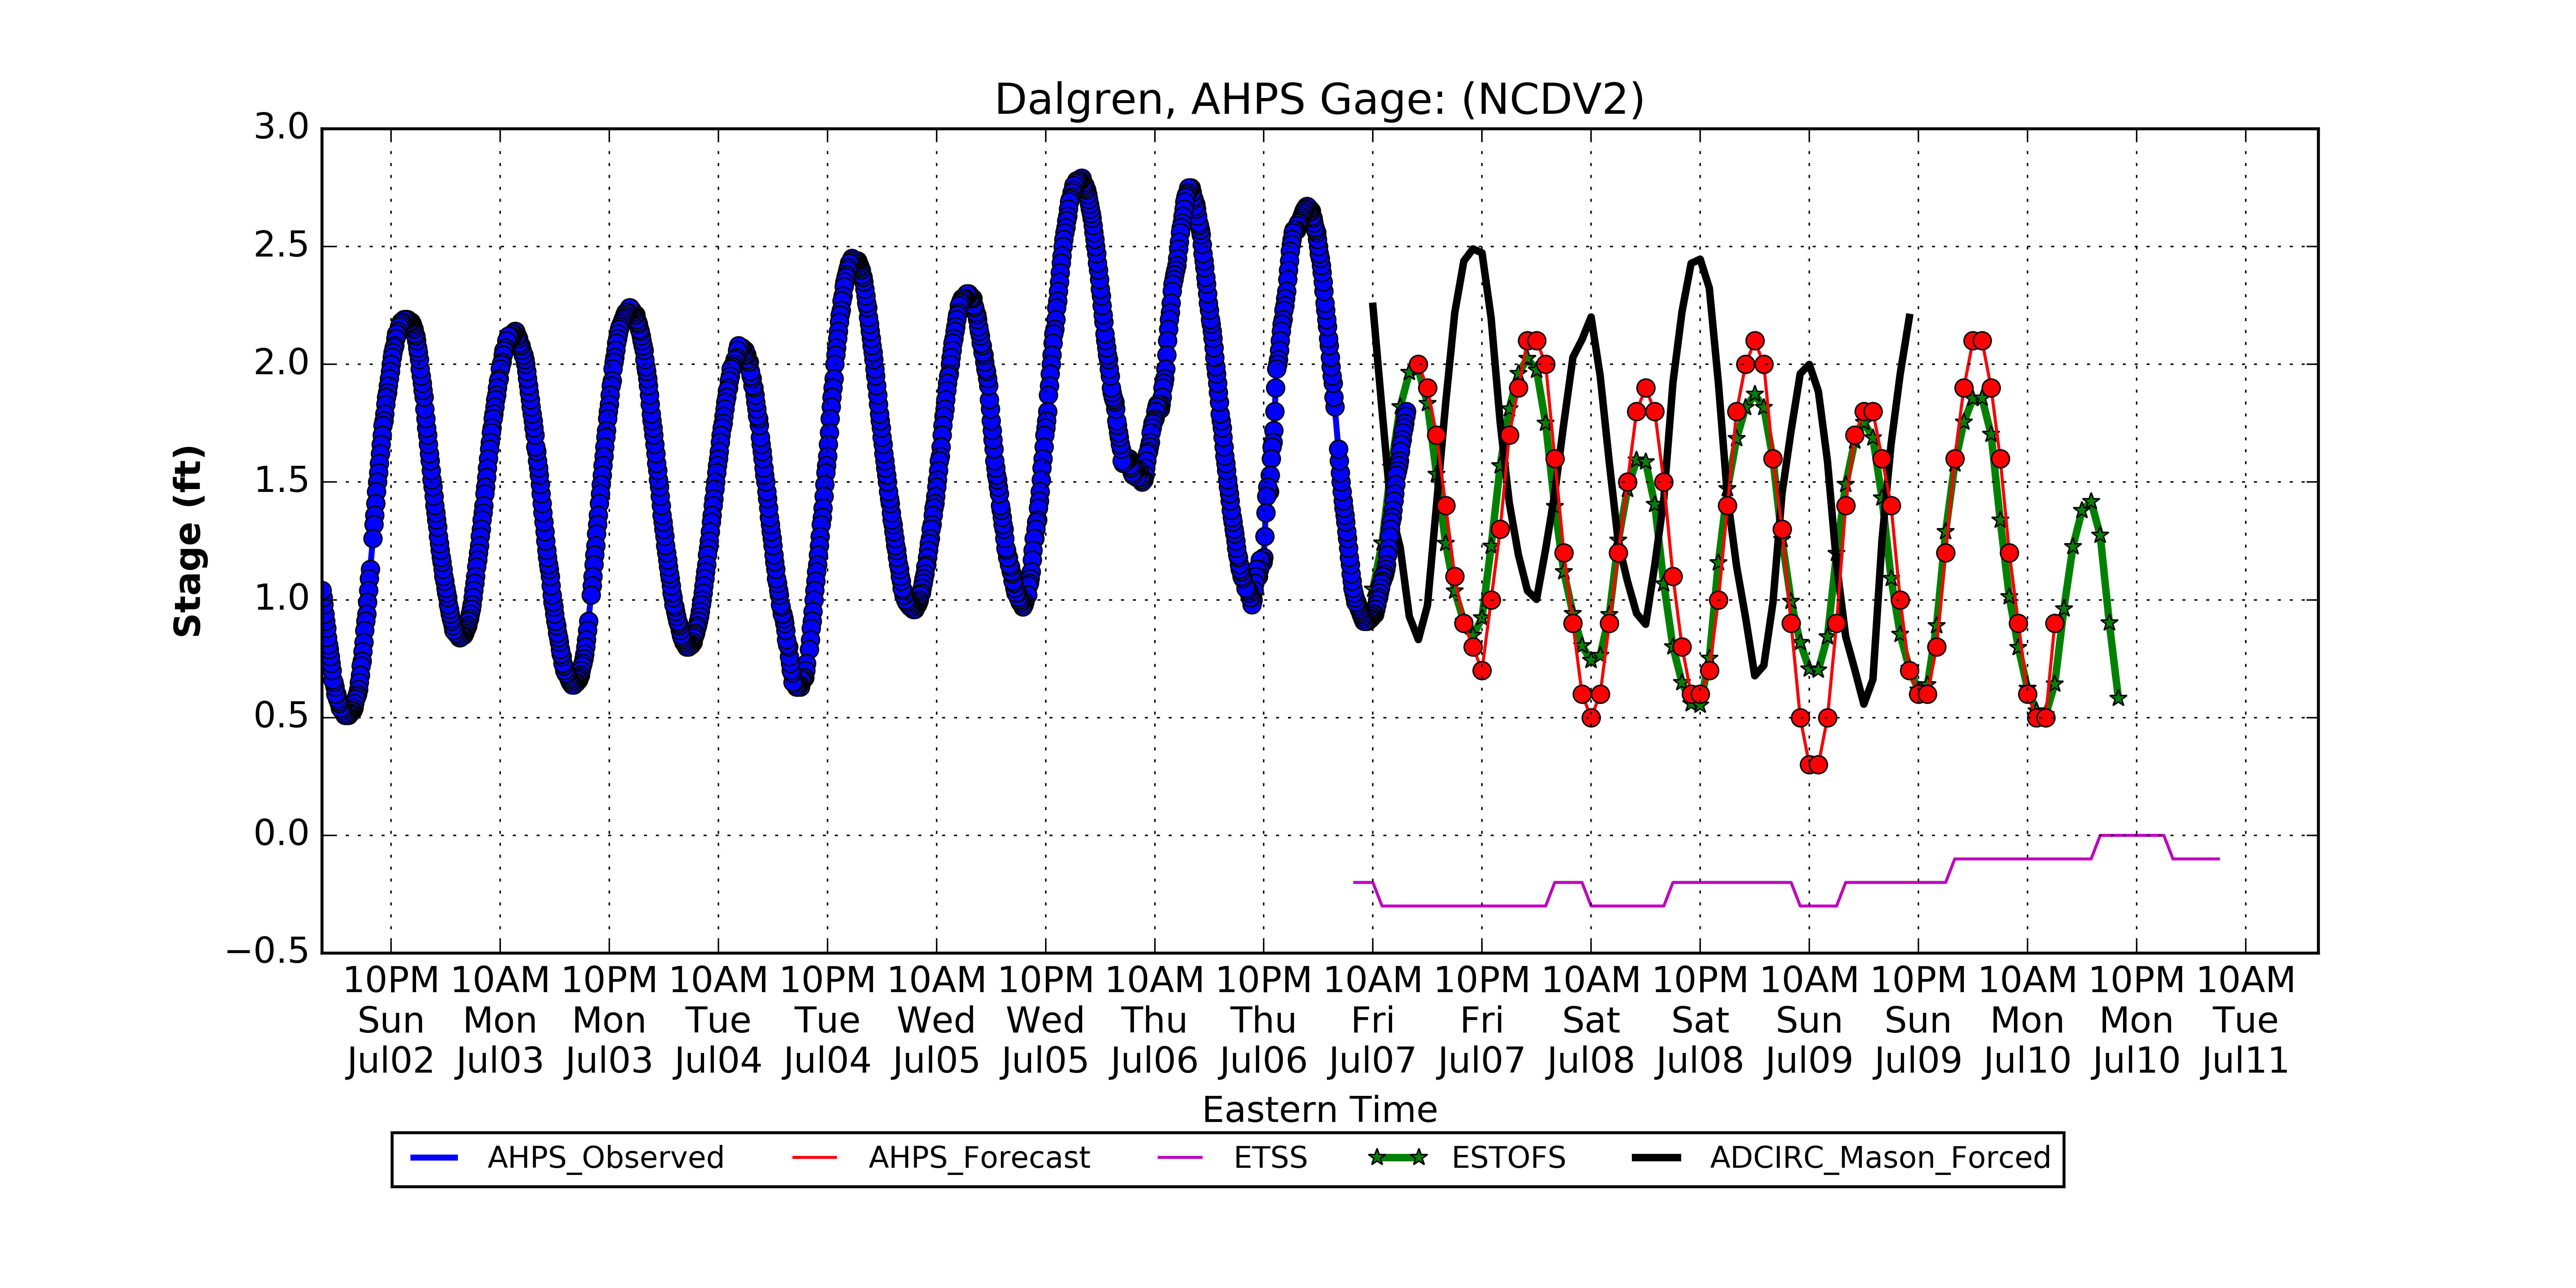 Dalgren, AHPS Gage: (NCDV2)
3.0
2.5
2.0
1.5
1.0
0.5
0.0
−0.5
Stage (ft)
10PM 10AM 10PM 10AM 10PM 10AM 10PM 10AM 10PM 10AM 10PM 10AM 10PM 10AM 10PM 10AM 10PM 10AM
Sun Mon Mon Tue Tue Wed Wed Thu Thu Fri Fri Sat Sat Sun Sun Mon Mon Tue
Jul02 Jul03 Jul03 Jul04 Jul04 Jul05 Jul05 Jul06 Jul06 Jul07 Jul07 Jul08 Jul08 Jul09 Jul09 Jul10 Jul10 Jul11
Eastern Time
AHPS_Observed AHPS_Forecast ETSS ESTOFS ADCIRC_Mason_Forced